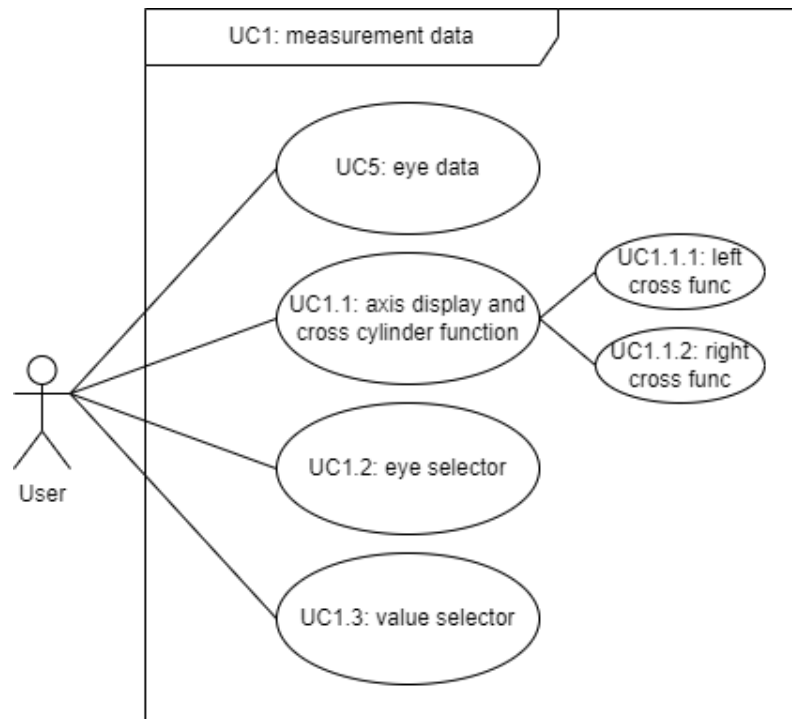 UC1: measurement data
UC5: eye data
UC1.1: axis display and
cross cylinder function
UC1.1.1: left
cross func
UC1.1.2: right
cross func
UC1.2: eye selector
User
UC1.3: value selector